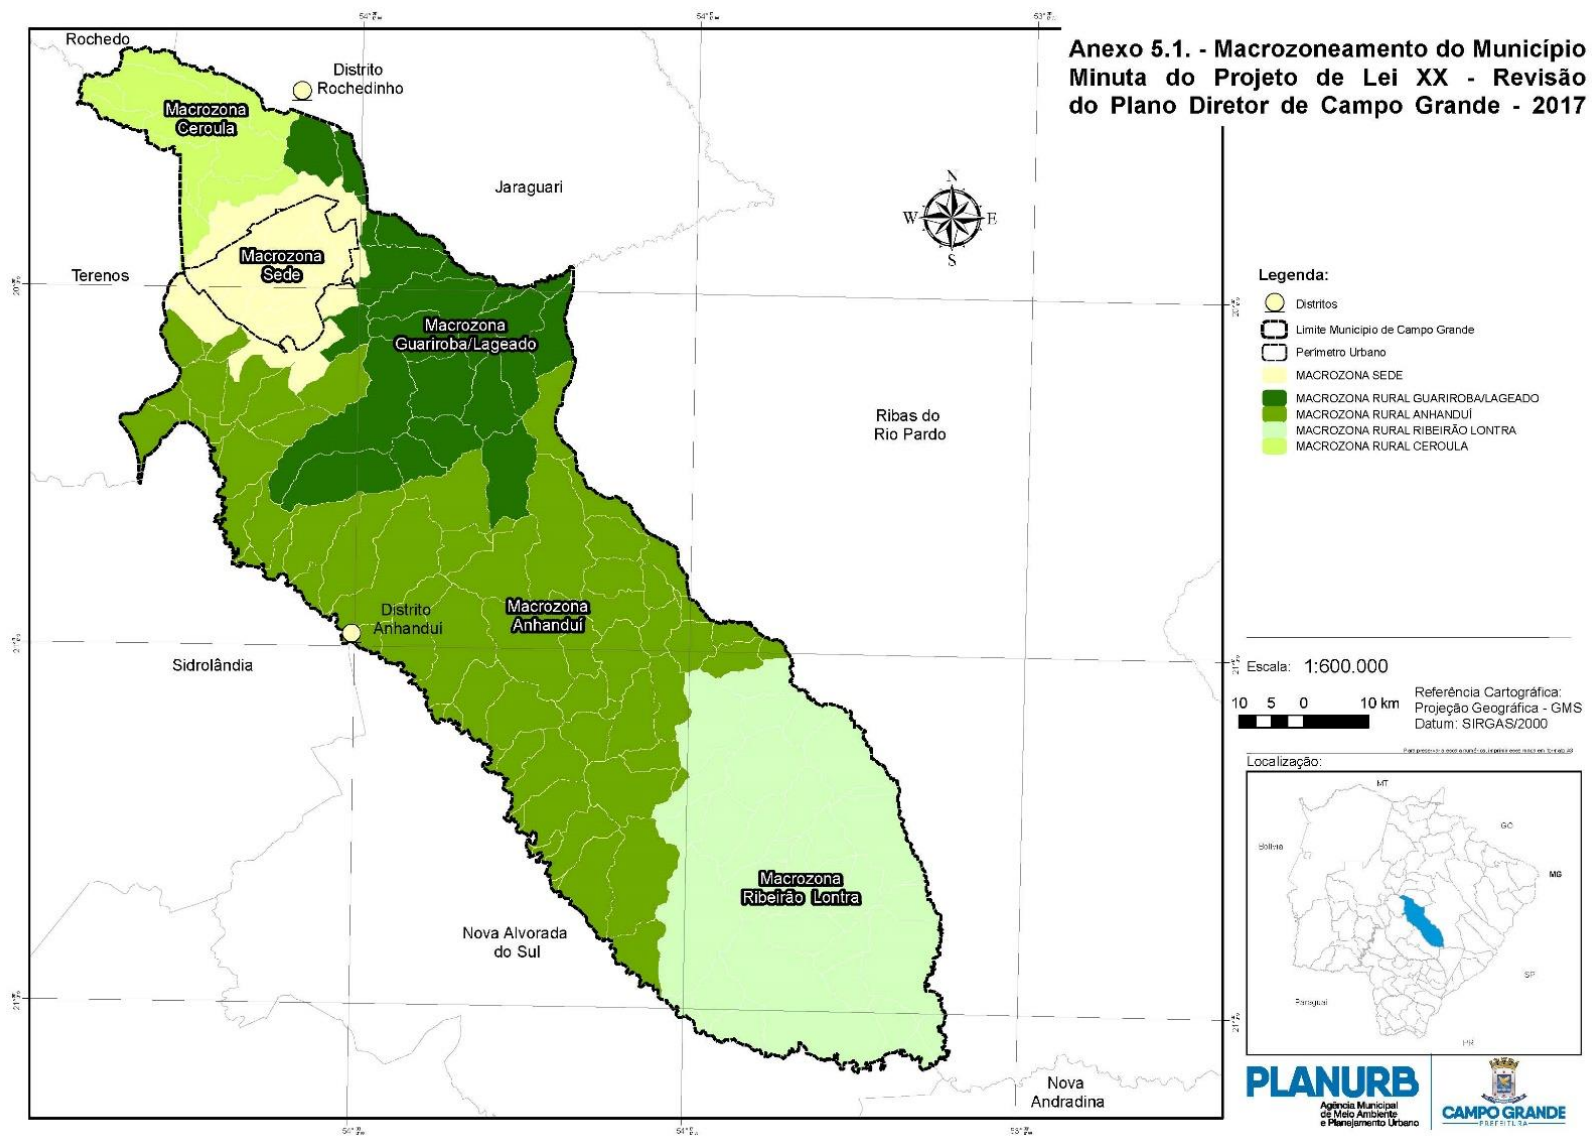 Anexo 5.1. - Macrozoneamento do Município
Minuta do Projeto de Lei XX - Revisão
do Plano Diretor de Campo Grande - 2017
Rochedo
Distrito
Rochedinho
Macrozona
Ceroula
Jaraguari
N
W
E
S
Macrozona
Sede
Terenos
Macrozona
Guariroba/Lageado
Ribas do
Rio Pardo
Distrito
Anhanduí
Macrozona
Anhanduí
Sidrolândia
Macrozona
Ribeirão Lontra
Nova Alvorada
do Sul
Nova
Andradina
Legenda:
Distritos
Limite Município de Campo Grande
Perímetro Urbano
MACROZONA SEDE
MACROZONA RURAL GUARIROBA/LAGEADO
MACROZONA RURAL ANHANDUÍ
MACROZONA RURAL RIBEIRÃO LONTRA
MACROZONA RURAL CEROULA
Escala: 1:600.000
10 5 0 10 km
Referência Cartográfica:
Projeção Geográfica - GMS
Datum: SIRGAS/2000
Localização:
MT
GO
Bolívia
MG
SP
Paraguai
PR
PLANURB
Agência Municipal
de Meio Ambiente
e Planejamento Urbano
CAMPO GRANDE
PREFEITURA